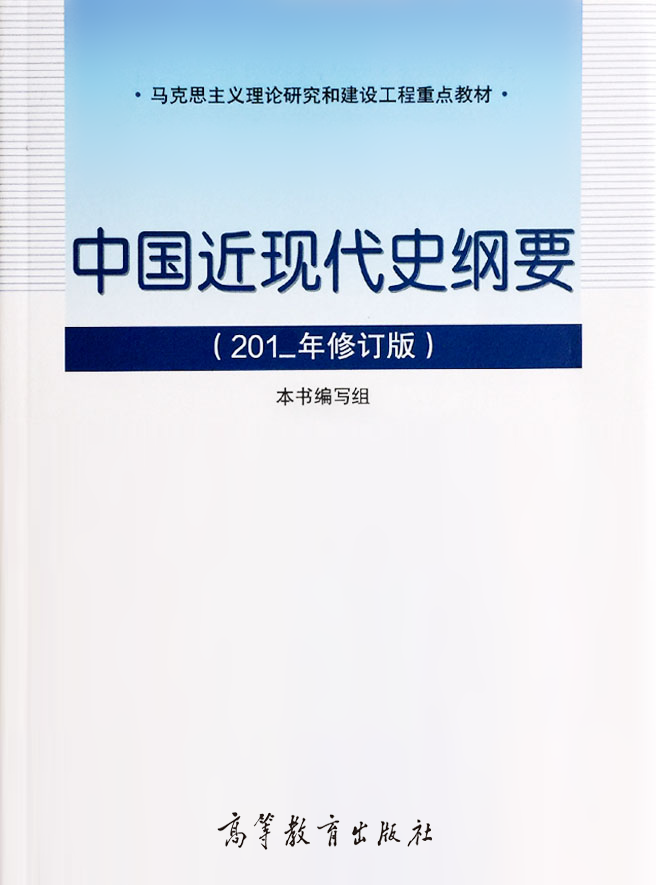 · 马克思主义理论研究和建设工程重点教材 ·
中国近现代史纲要
(201_年修订版)
本书编写组
高等教育出版社